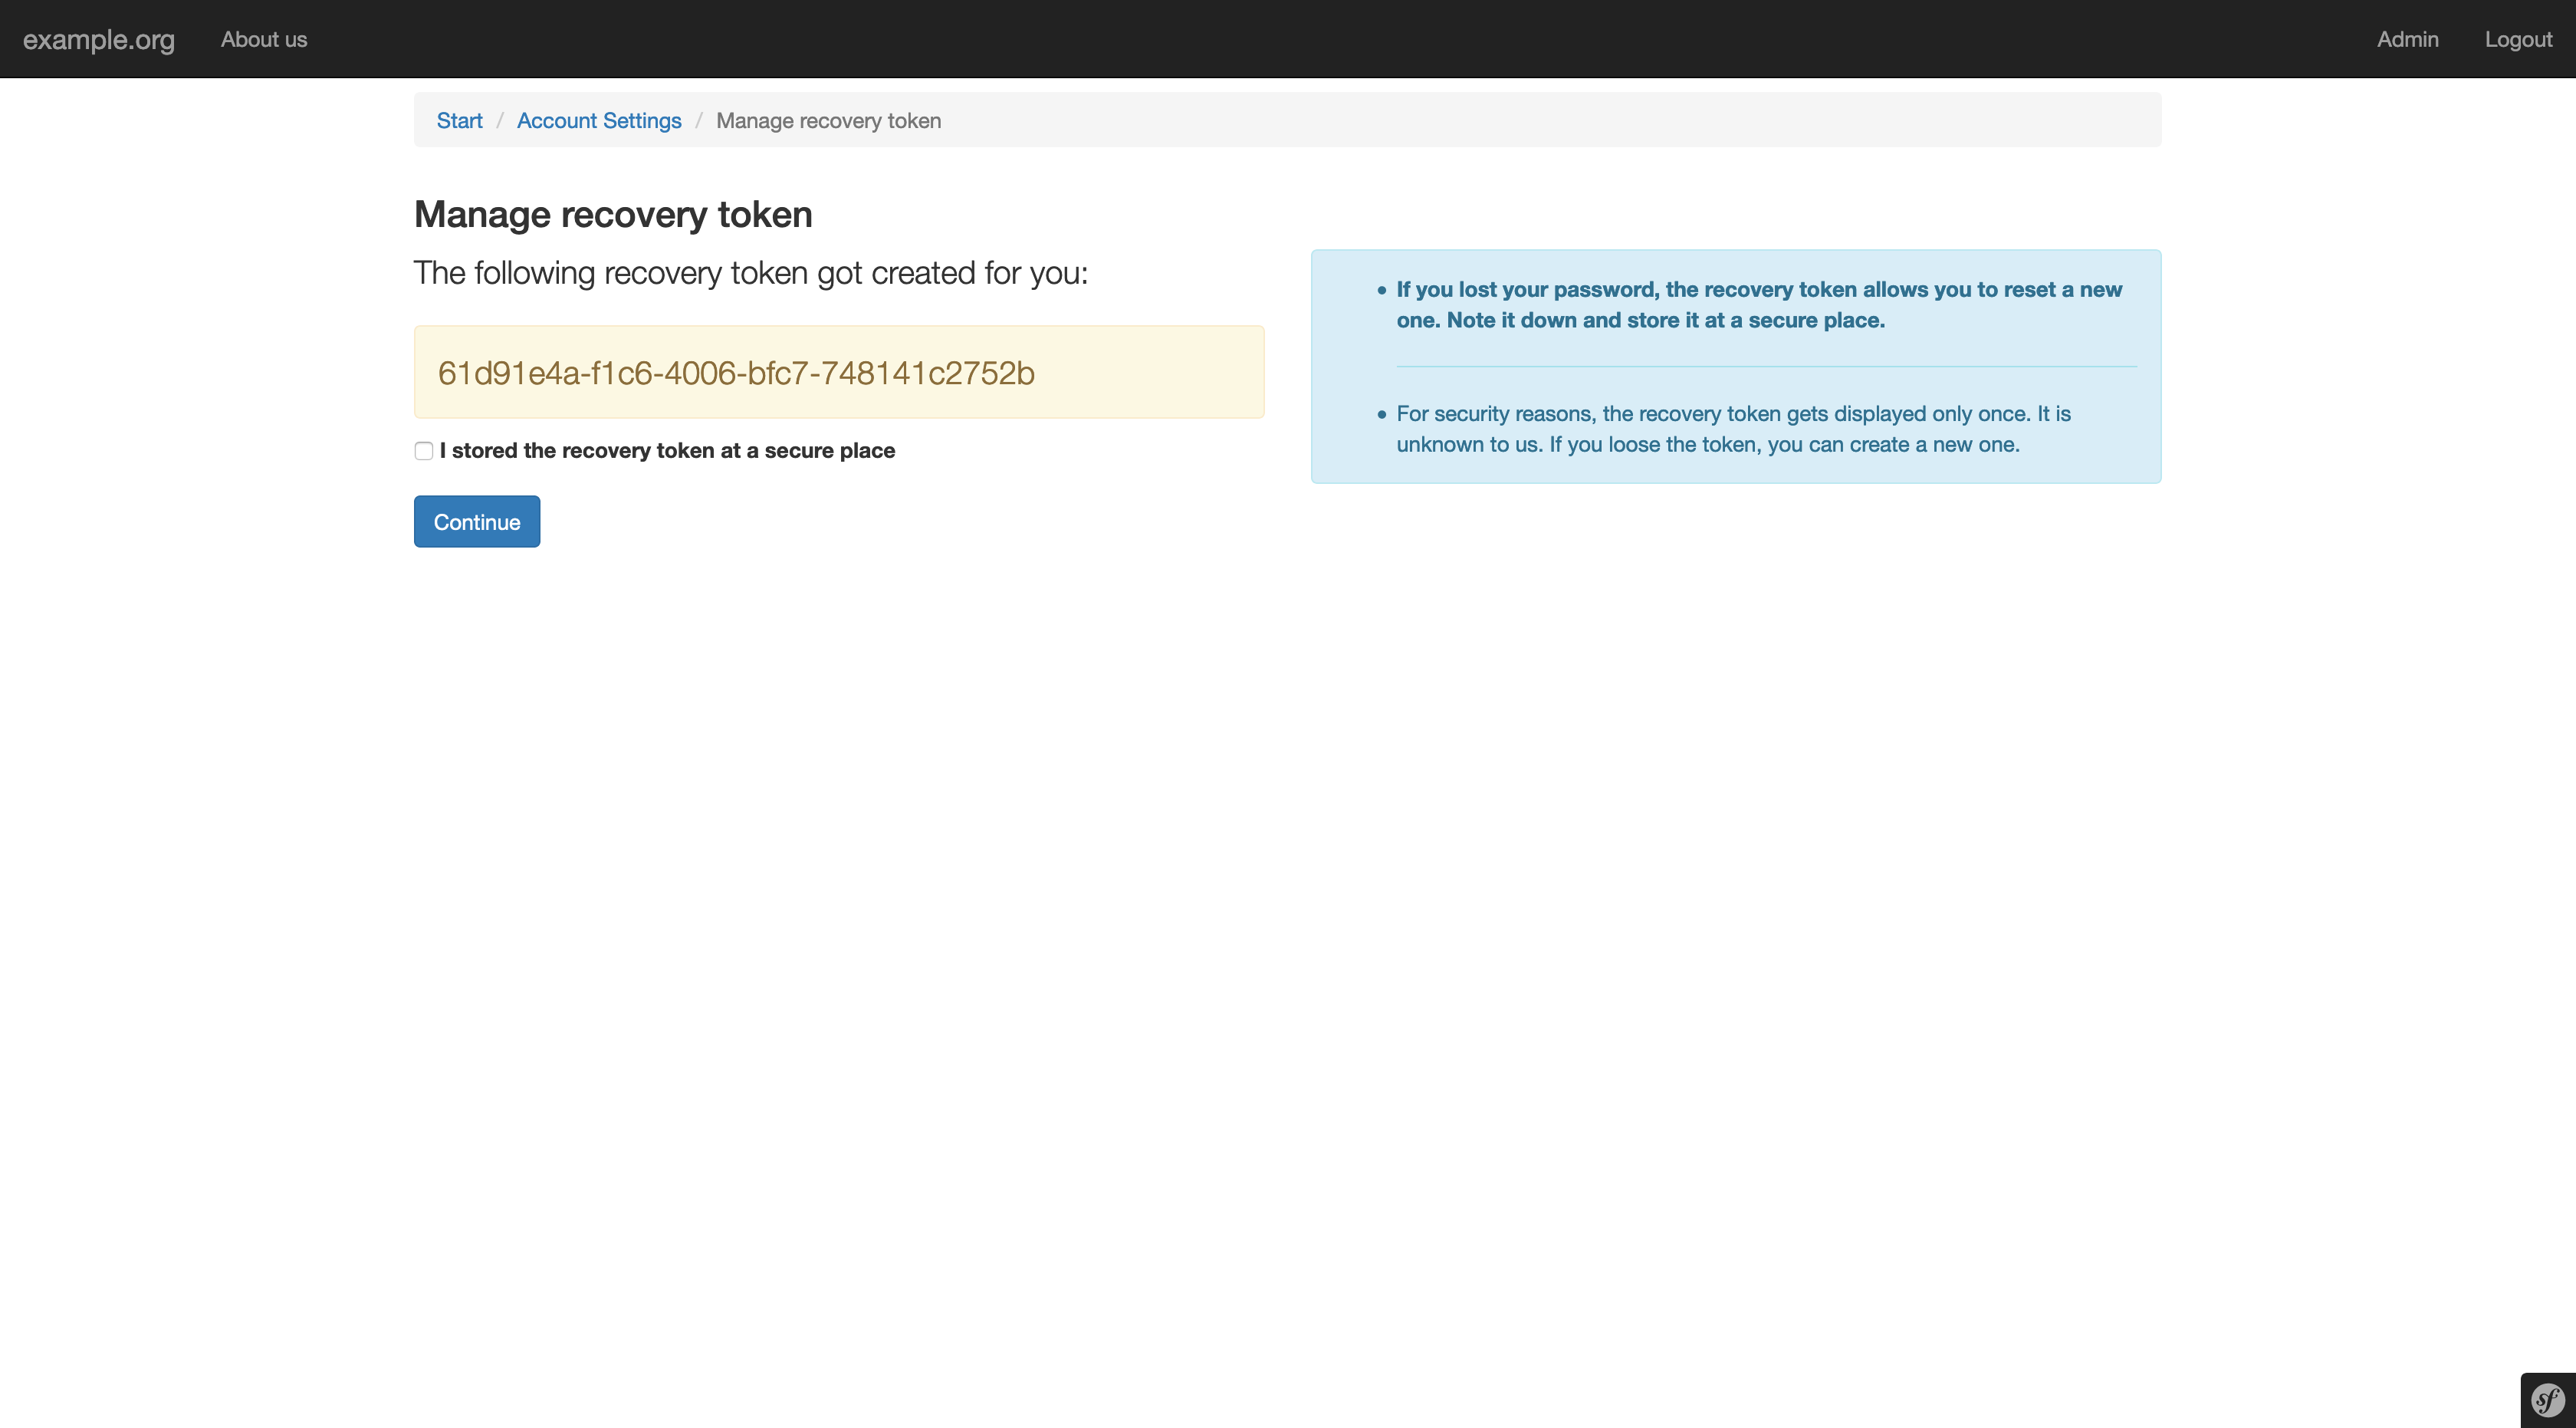 example.org About us Admin Logout
Start / Account Settings / Manage recovery token
Manage recovery token
The following recovery token got created for you:
61d91e4a-f1c6-4006-bfc7-748141c2752b
I stored the recovery token at a secure place
Continue
• If you lost your password, the recovery token allows you to reset a new
one. Note it down and store it at a secure place.
• For security reasons, the recovery token gets displayed only once. It is
unknown to us. If you loose the token, you can create a new one.
sf